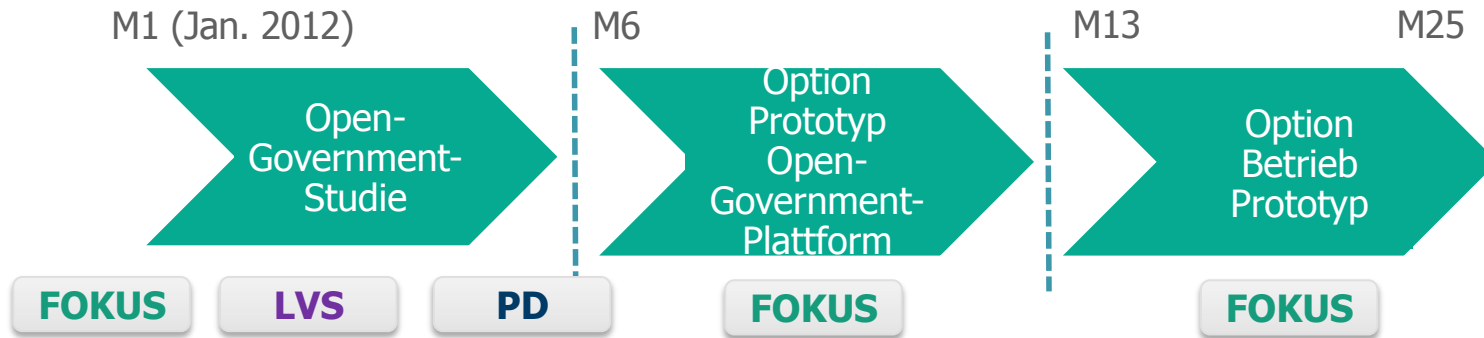 M1 (Jan. 2012)
M6
M13
M25
Open-
Government-
Studie
Option
Prototyp
Open-
Government-
Plattform
Option
Betrieb
Prototyp
FOKUS
LVS
PD
FOKUS
FOKUS